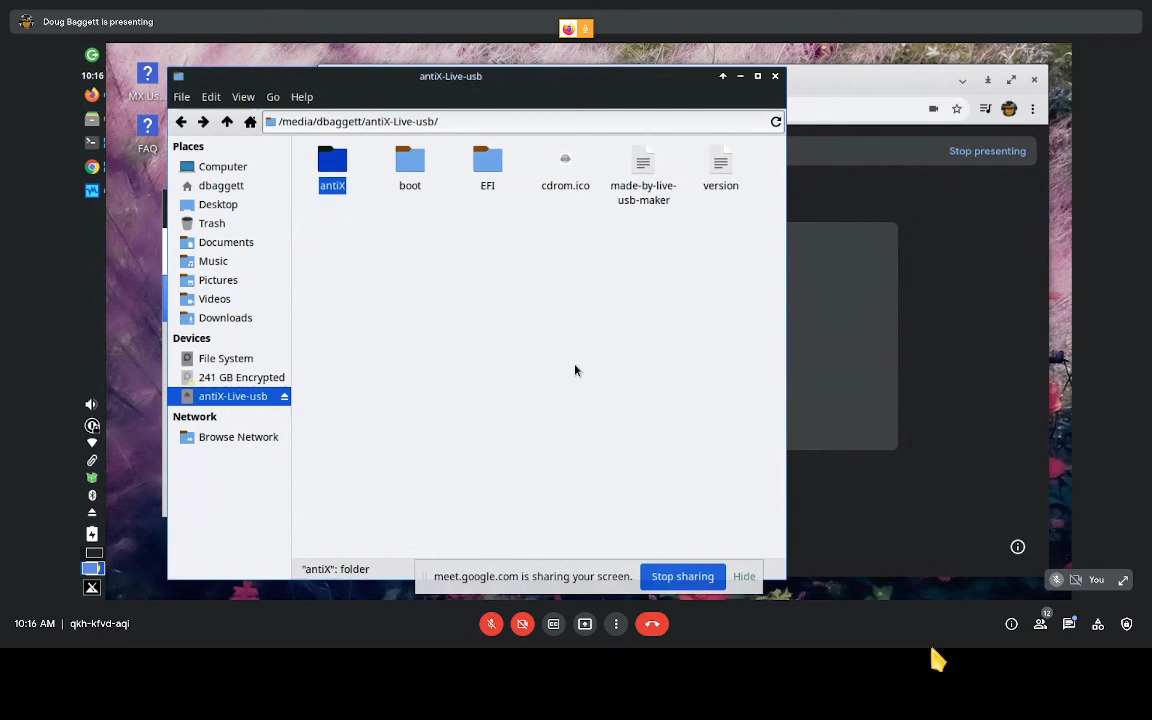 Doug Baggett is presenting
10:16
MX Us...
FAQ
antiX-Live-usb
File Edit View Go Help
/media/dbaggett/antiX-Live-usb/
Stop presenting
Places
Computer
dbaggett
Desktop
Trash
Documents
Music
Pictures
Videos
Downloads
Devices
File System
241 GB Encrypted
antiX-Live-usb
Network
Browse Network
antiX
boot
EFI
cdrom.ico
made-by-live-
usb-maker
version
"antiX": folder
meet.google.com is sharing your screen.
Stop sharing
Hide
You
10:16 AM | qkh-kfvd-aqi
12